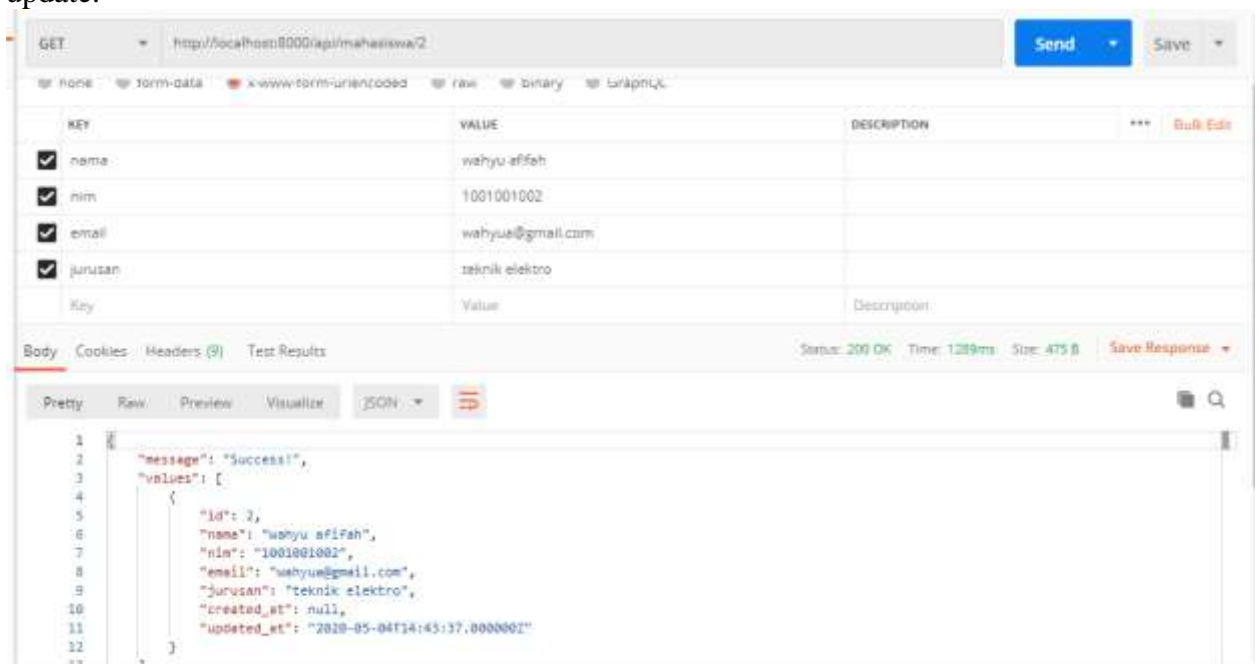 update.
GET http://localhost:8000/api/mahasiswa/2 Send Save
none form-data x-www-form-urlencoded raw binary GraphQL
KEY VALUE DESCRIPTION Bulk Edit
nama wahyu afifah
nim 1001001002
email wahyua@gmail.com
jurusan teknik elektro
Key Value Description
Body Cookies Headers (9) Test Results Status: 200 OK Time: 1289ms Size: 475 B Save Response
Pretty Raw Preview Visualize JSON
1 {
2 "message": "Success!",
3 "values": [
4 {
5 "id": 2,
6 "nama": "wahyu afifah",
7 "nim": "1001001002",
8 "email": "wahyua@gmail.com",
9 "jurusan": "teknik elektro",
10 "created_at": null,
11 "updated_at": "2020-05-04T14:43:37.000000Z"
12 }